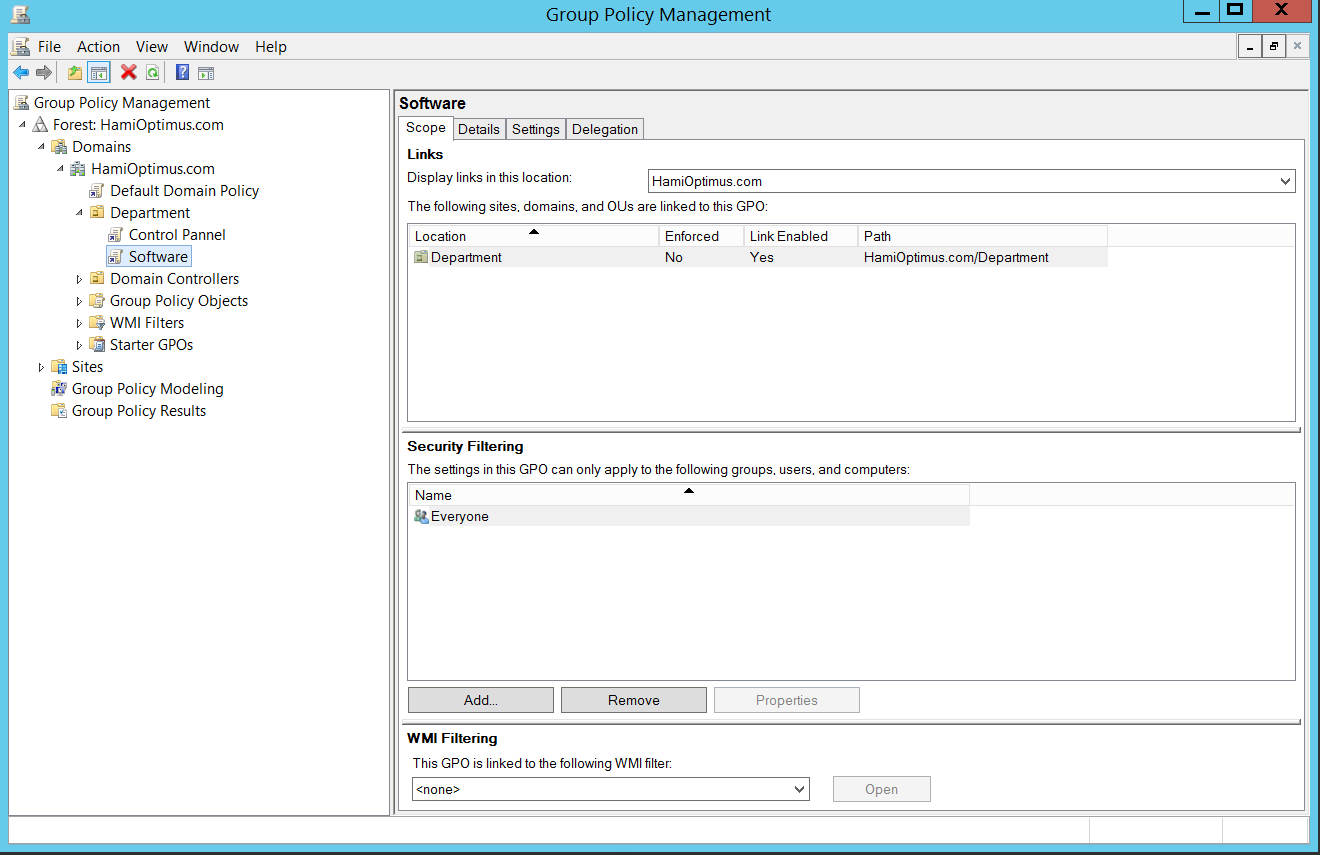 Group Policy Management
File Action View Window Help
Group Policy Management
Forest: HamiOptimus.com
Domains
HamiOptimus.com
Default Domain Policy
Department
Control Pannel
Software
Domain Controllers
Group Policy Objects
WMI Filters
Starter GPOs
Sites
Group Policy Modeling
Group Policy Results
Software
Scope Details Settings Delegation
Links
Display links in this location: HamiOptimus.com
The following sites, domains, and OUs are linked to this GPO:
Location Enforced Link Enabled Path
Department No Yes HamiOptimus.com/Department
Security Filtering
The settings in this GPO can only apply to the following groups, users, and computers:
Name
Everyone
Add... Remove Properties
WMI Filtering
This GPO is linked to the following WMI filter:
<none> Open